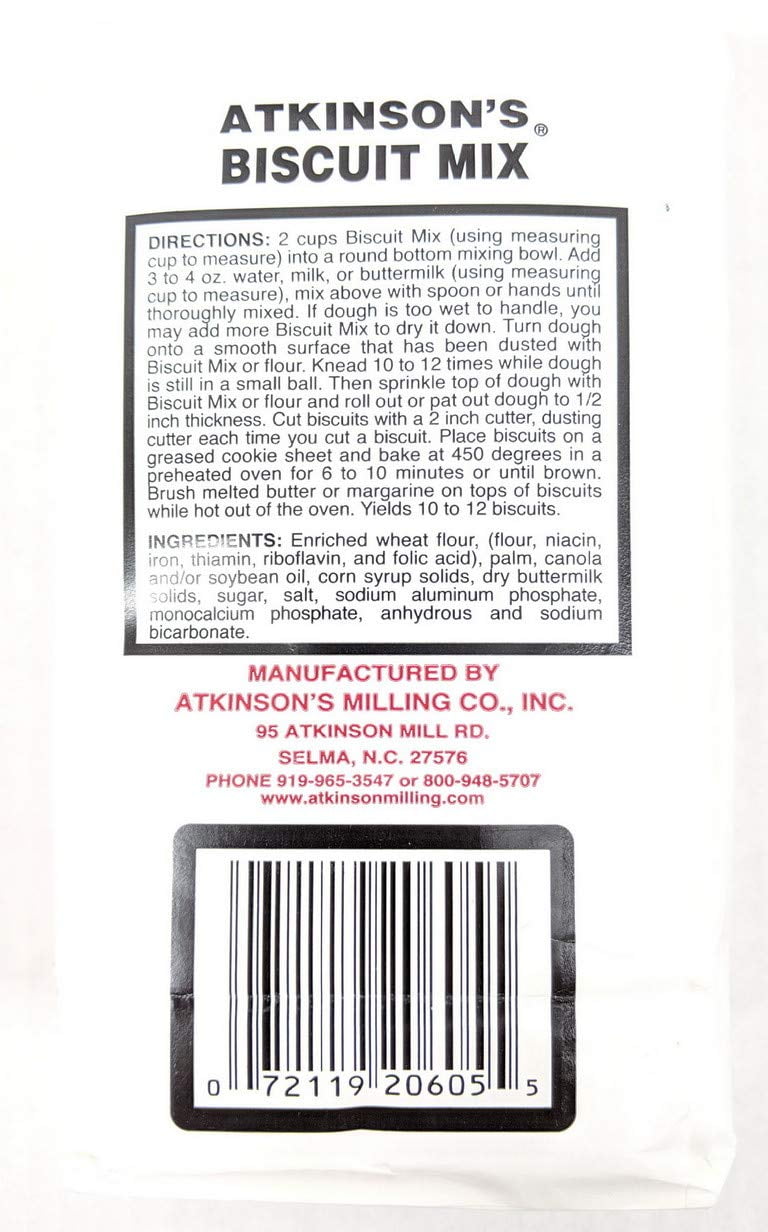 ATKINSON'S®
BISCUIT MIX
DIRECTIONS: 2 cups Biscuit Mix (using measuring
cup to measure) into a round bottom mixing bowl. Add
3 to 4 oz. water, milk, or buttermilk (using measuring
cup to measure), mix above with spoon or hands until
thoroughly mixed. If dough is too wet to handle, you
may add more Biscuit Mix to dry it down. Turn dough
onto a smooth surface that has been dusted with
Biscuit Mix or flour. Knead 10 to 12 times while dough
is still in a small ball. Then sprinkle top of dough with
Biscuit Mix or flour and roll out or pat out dough to 1/2
inch thickness. Cut biscuits with a 2 inch cutter, dusting
cutter each time you cut a biscuit. Place biscuits on a
greased cookie sheet and bake at 450 degrees in a
preheated oven for 6 to 10 minutes or until brown.
Brush melted butter or margarine on tops of biscuits
while hot out of the oven. Yields 10 to 12 biscuits.
INGREDIENTS: Enriched wheat flour, (flour, niacin,
iron, thiamin, riboflavin, and folic acid), palm, canola
and/or soybean oil, corn syrup solids, dry buttermilk
solids, sugar, salt, sodium aluminum phosphate,
monocalcium phosphate, anhydrous and sodium
bicarbonate.
MANUFACTURED BY
ATKINSON'S MILLING CO., INC.
95 ATKINSON MILL RD.
SELMA, N.C. 27576
PHONE 919-965-3547 or 800-948-5707
www.atkinsonmilling.com
0 72119 20605 5